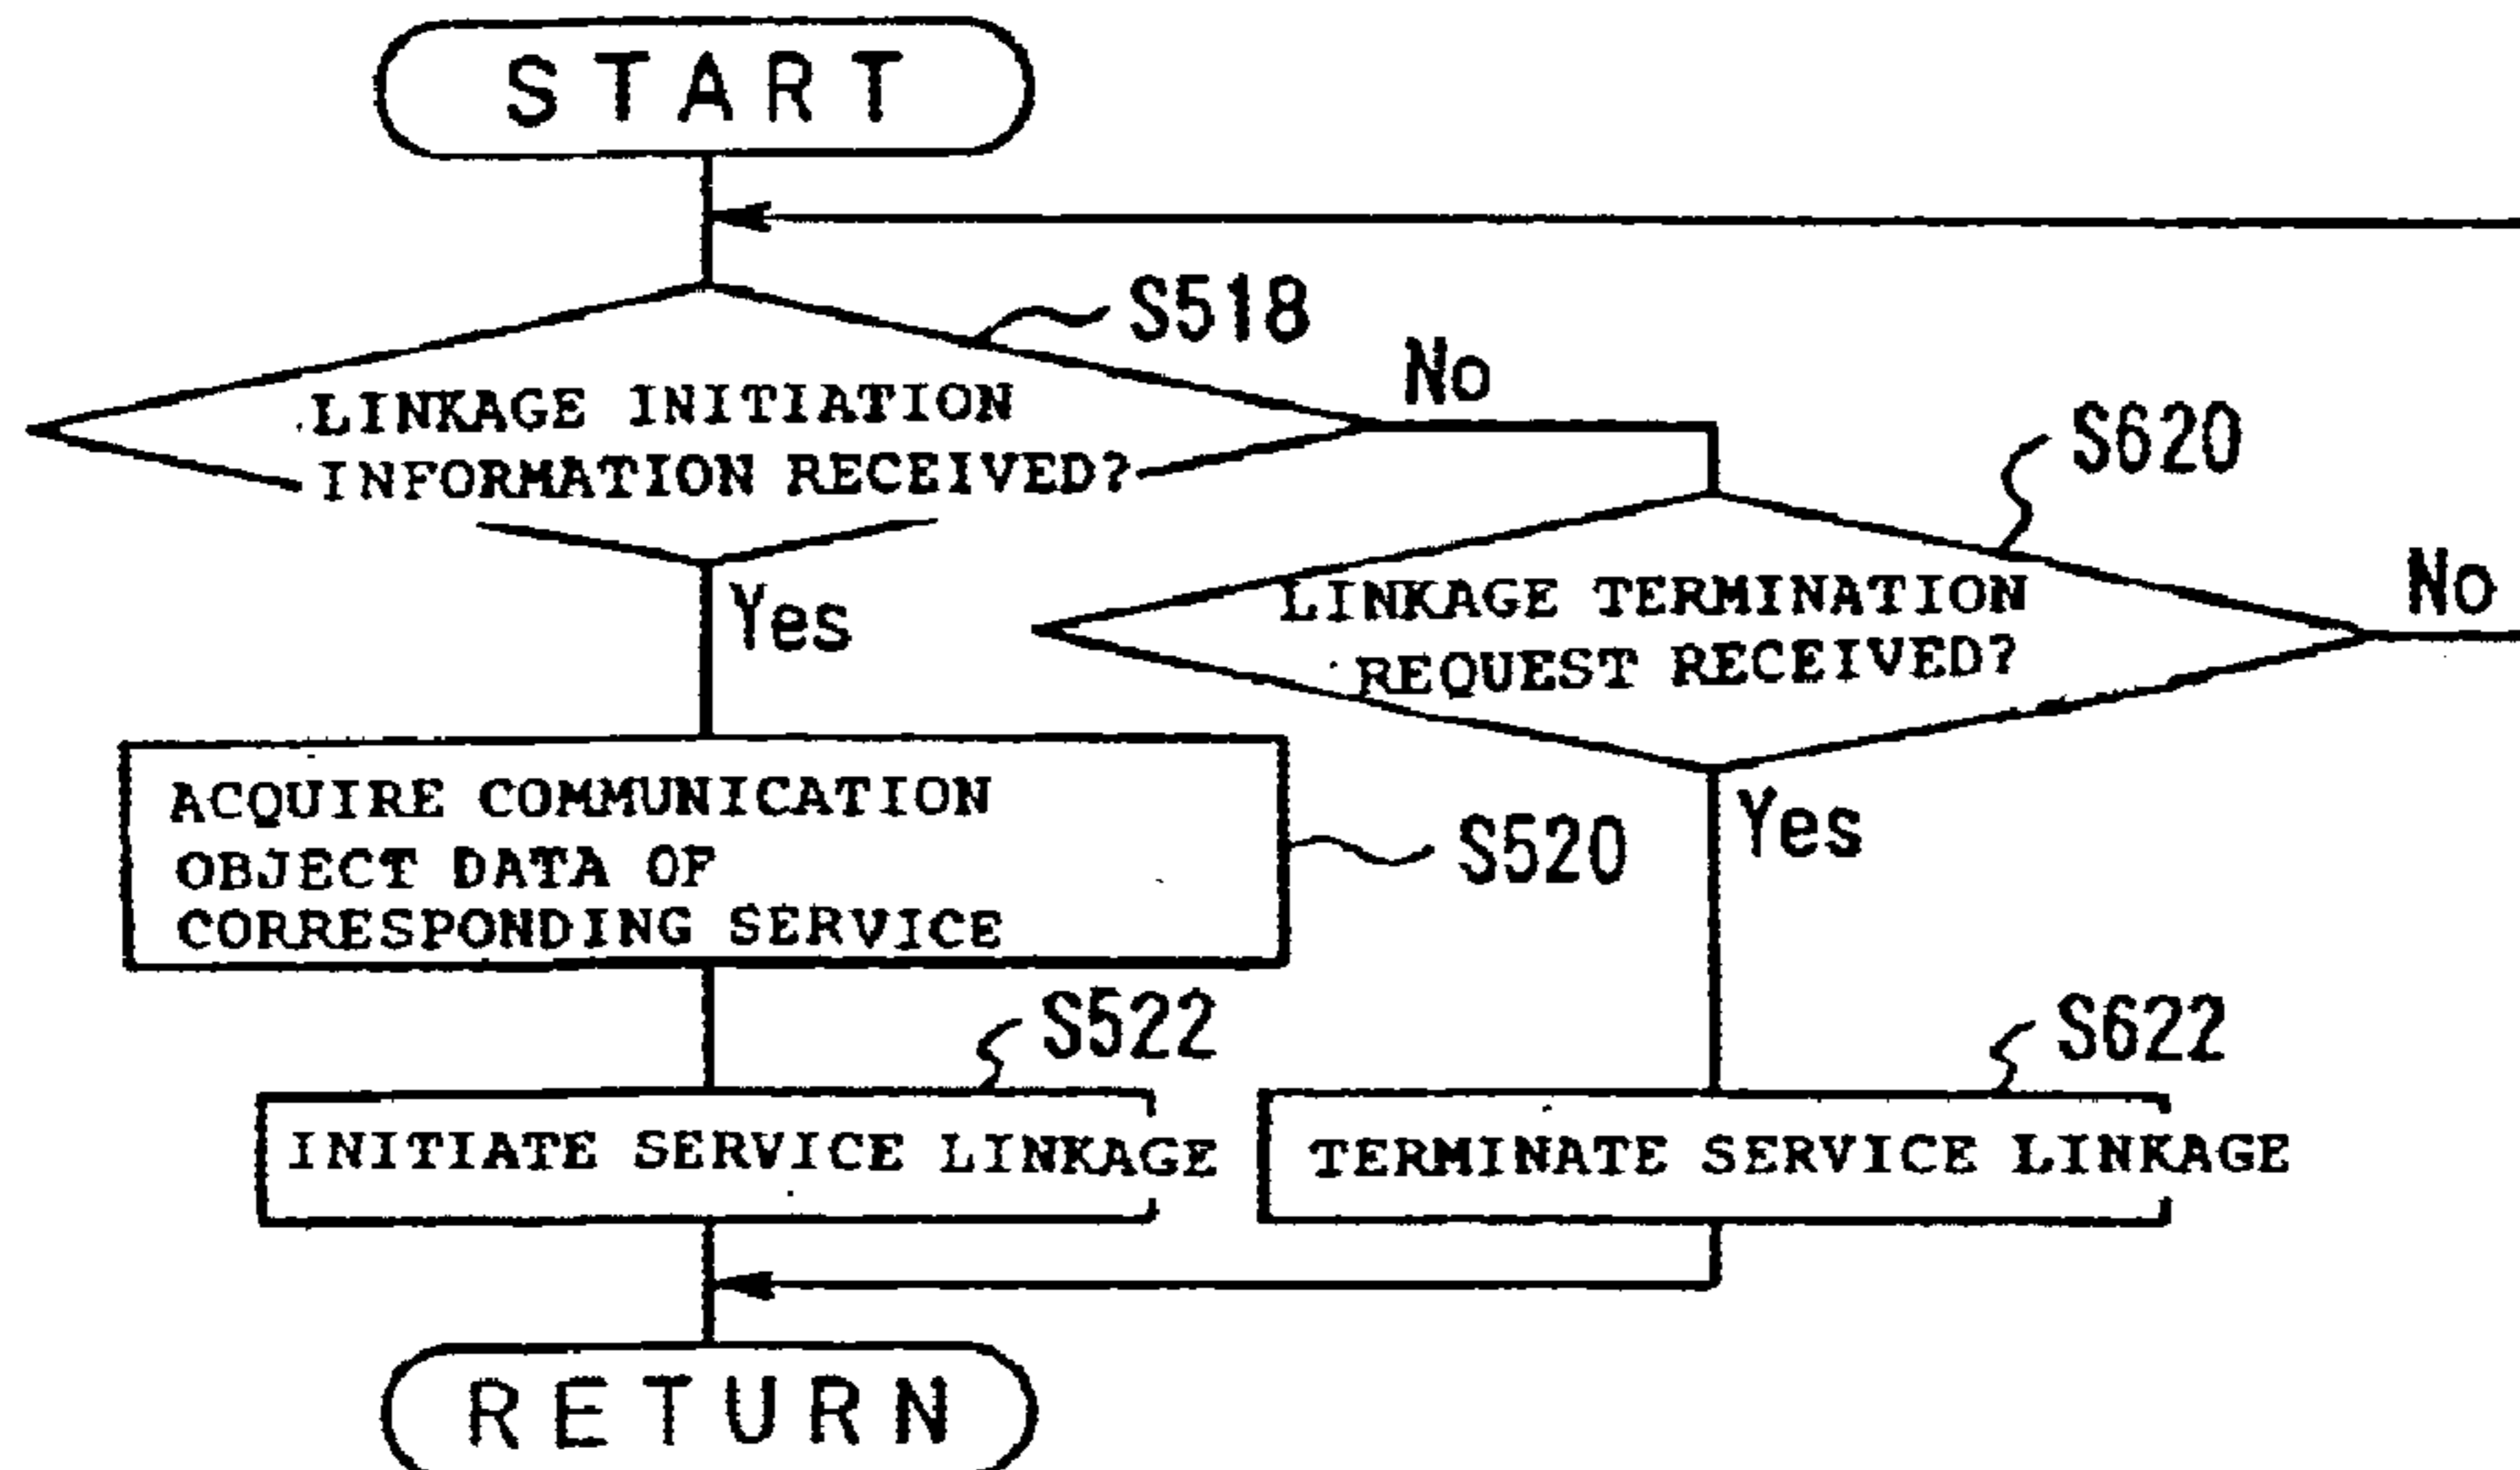 START
S518
LINKAGE INITIATION
INFORMATION RECEIVED?
No
S620
LINKAGE TERMINATION
REQUEST RECEIVED?
No
Yes
ACQUIRE COMMUNICATION
OBJECT DATA OF
CORRESPONDING SERVICE
S520
Yes
S522
INITIATE SERVICE LINKAGE
S622
TERMINATE SERVICE LINKAGE
RETURN